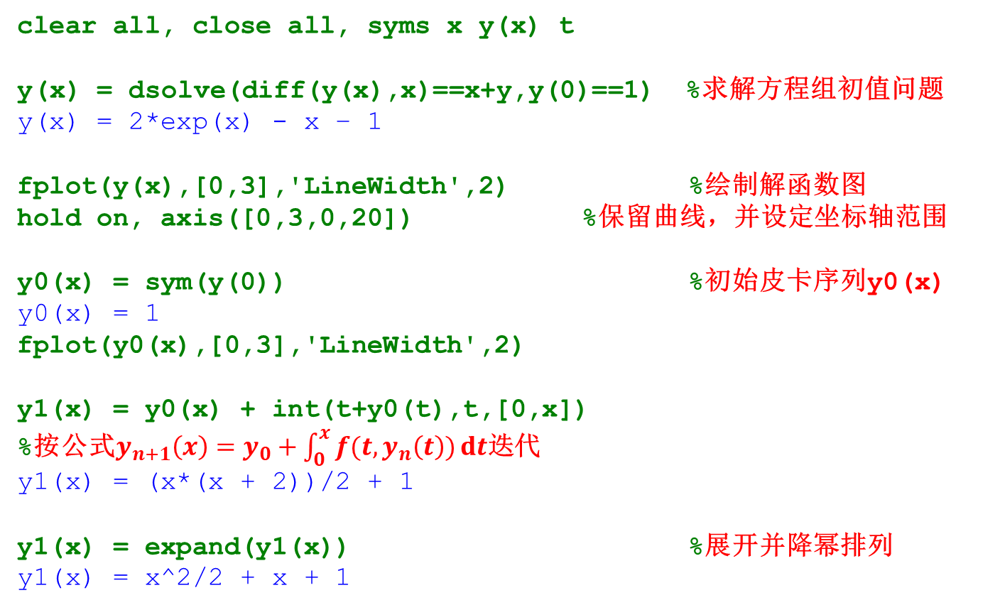 clear all, close all, syms x y(x) t
y(x) = dsolve(diff(y(x),x)==x+y,y(0)==1) %求解方程组初值问题
y(x) = 2*exp(x) - x – 1
fplot(y(x),[0,3],'LineWidth',2) %绘制解函数图
hold on, axis([0,3,0,20]) %保留曲线，并设定坐标轴范围
y0(x) = sym(y(0)) %初始皮卡序列y0(x)
y0(x) = 1
fplot(y0(x),[0,3],'LineWidth',2)
y1(x) = y0(x) + int(t+y0(t),t,[0,x])
%按公式yₙ₊₁(x) = y₀ + ∫₀ˣ f(t, yₙ(t)) dt迭代
y1(x) = (x*(x + 2))/2 + 1
y1(x) = expand(y1(x)) %展开并降幂排列
y1(x) = x^2/2 + x + 1